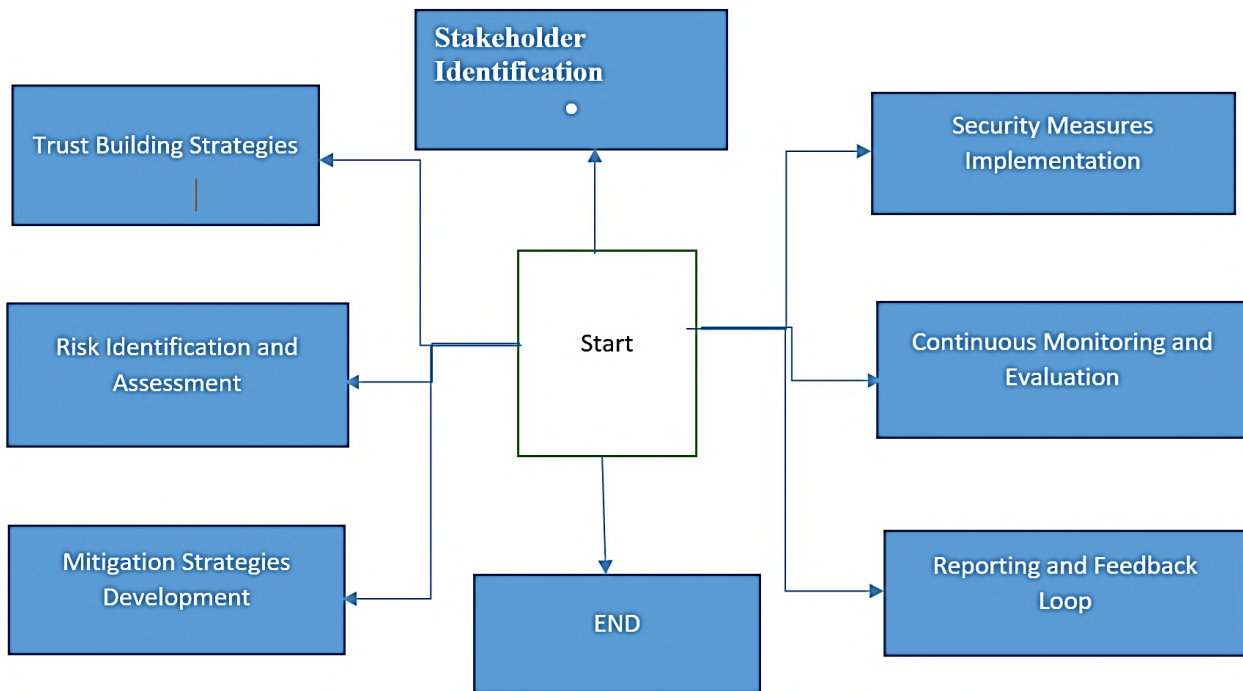 Stakeholder
Identification
Trust Building Strategies
Security Measures
Implementation
Risk Identification and
Assessment
Start
Continuous Monitoring and
Evaluation
Mitigation Strategies
Development
END
Reporting and Feedback
Loop